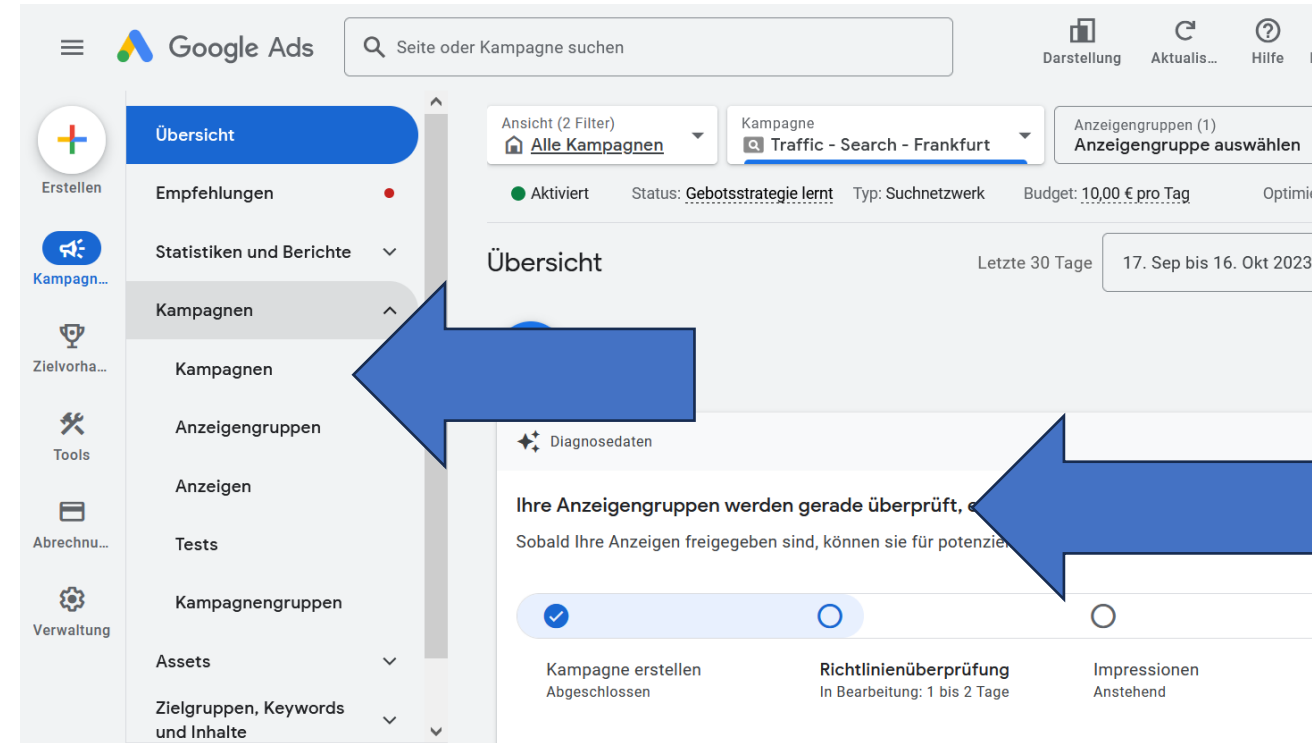 Google Ads
Seite oder Kampagne suchen
Darstellung
Aktualis...
Hilfe
Erstellen
Kampagn...
Zielvorha...
Tools
Abrechnu...
Verwaltung
Übersicht
Empfehlungen
Statistiken und Berichte
Kampagnen
Kampagnen
Anzeigengruppen
Anzeigen
Tests
Kampagnengruppen
Assets
Zielgruppen, Keywords
und Inhalte
Ansicht (2 Filter)
Alle Kampagnen
Kampagne
Traffic - Search - Frankfurt
Anzeigengruppen (1)
Anzeigengruppe auswählen
Aktiviert Status: Gebotsstrategie lernt Typ: Suchnetzwerk Budget: 10,00 € pro Tag
Übersicht
Letzte 30 Tage 17. Sep bis 16. Okt 2023
Diagnosedaten
Ihre Anzeigengruppen werden gerade überprüft,
Sobald Ihre Anzeigen freigegeben sind, können sie für
Kampagne erstellen
Abgeschlossen
Richtlinienüberprüfung
In Bearbeitung: 1 bis 2 Tage
Impressionen
Anstehend